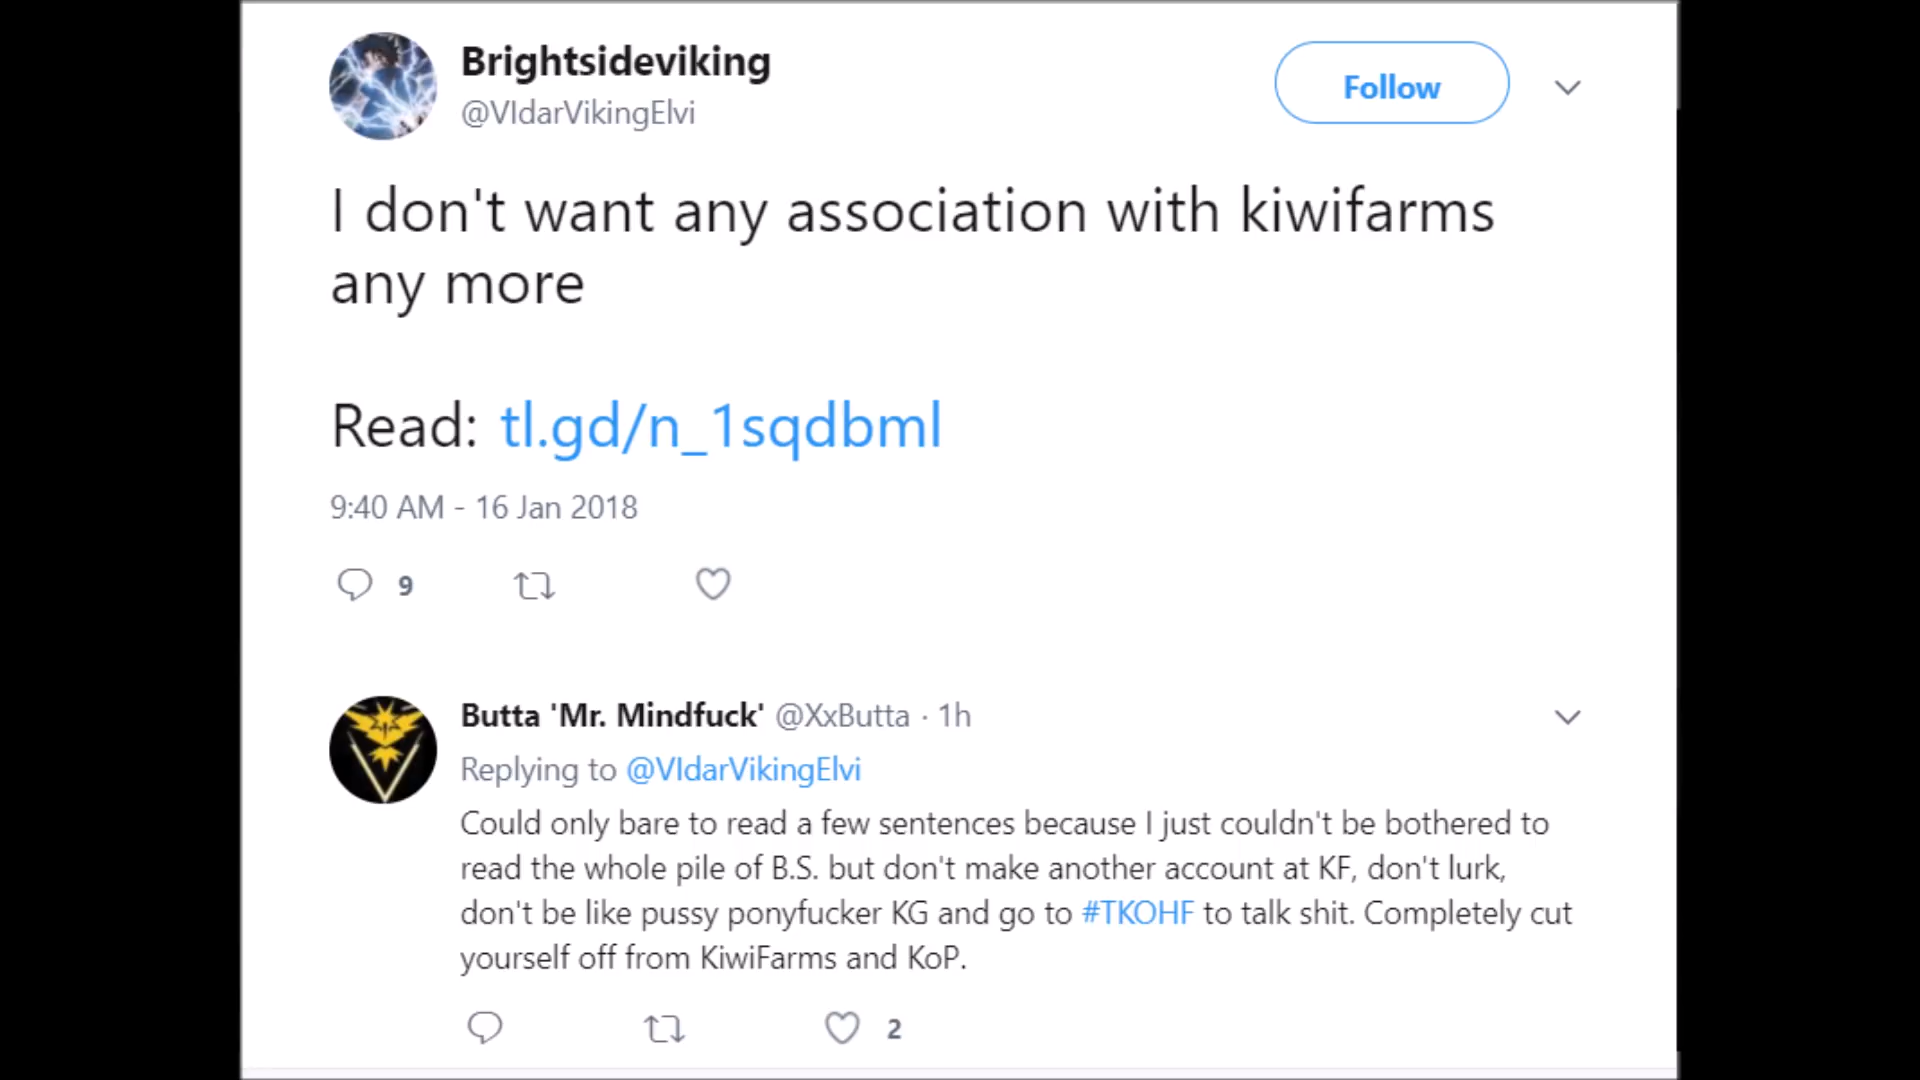 Brightsideviking
@VIdarVikingElvi
Follow
I don't want any association with kiwifarms
any more
Read: tl.gd/n_1sqdbml
9:40 AM - 16 Jan 2018
9
Butta 'Mr. Mindfuck' @XxButta · 1h
Replying to @VIdarVikingElvi
Could only bare to read a few sentences because I just couldn't be bothered to
read the whole pile of B.S. but don't make another account at KF, don't lurk,
don't be like pussy ponyfucker KG and go to #TKOHF to talk shit. Completely cut
yourself off from KiwiFarms and KoP.
2